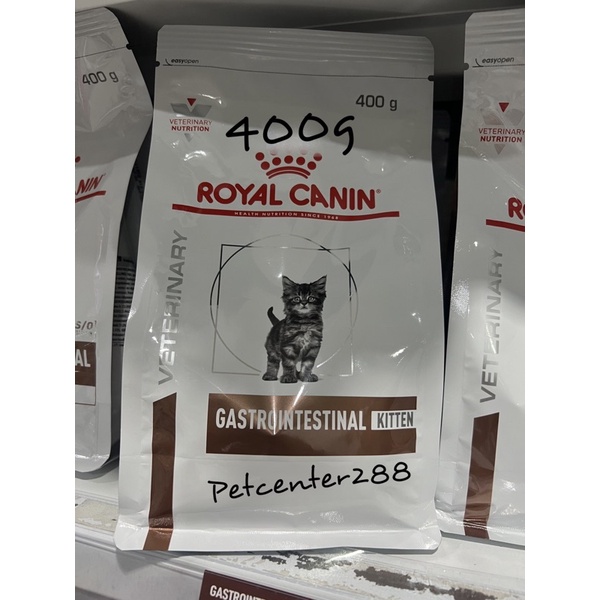 easyopen
400 g
VETERINARY
NUTRITION
400g
ROYAL CANIN
HEALTH NUTRITION SINCE 1968
VETERINARY
GASTROINTESTINAL KITTEN
Petcenter288
400 g
easyopen
VETERINARY
NUTRITION
VETERINARY
GASTROINTE